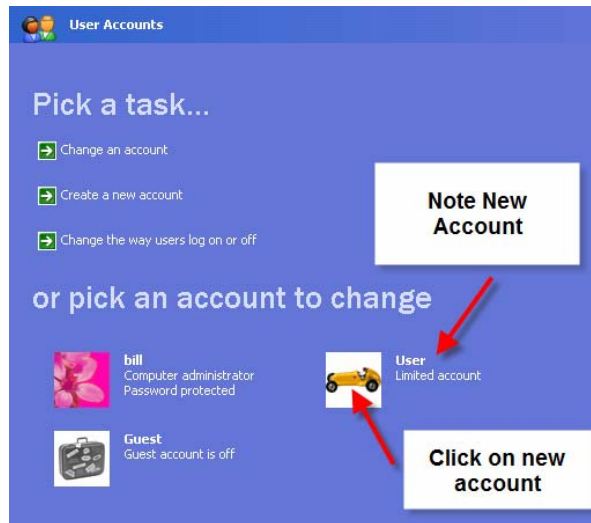 User Accounts
Pick a task...
Change an account
Create a new account
Change the way users log on or off
Note New
Account
or pick an account to change
bill
Computer administrator
Password protected
User
Limited account
Guest
Guest account is off
Click on new
account